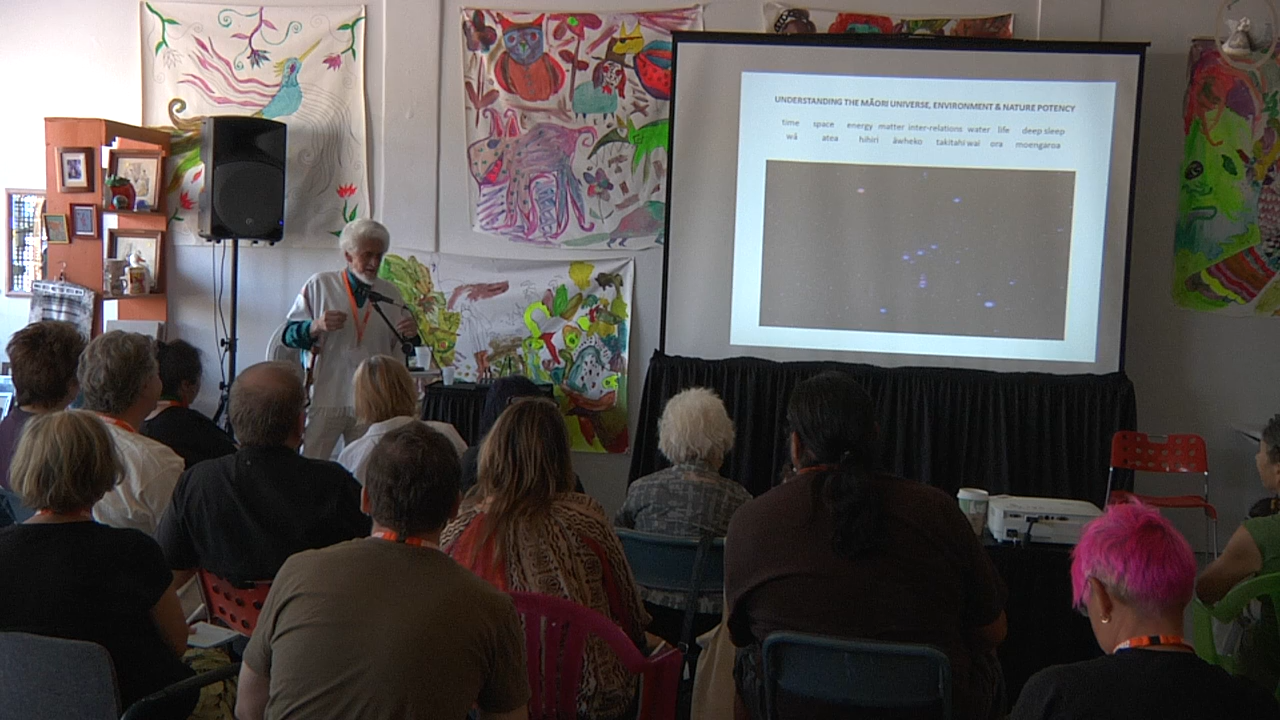 UNDERSTANDING THE MĀORI UNIVERSE, ENVIRONMENT & NATURE POTENCY
time space energy matter inter-relations water life deep sleep
wā atea hihiri āwheko takitahi wai ora moengaroa